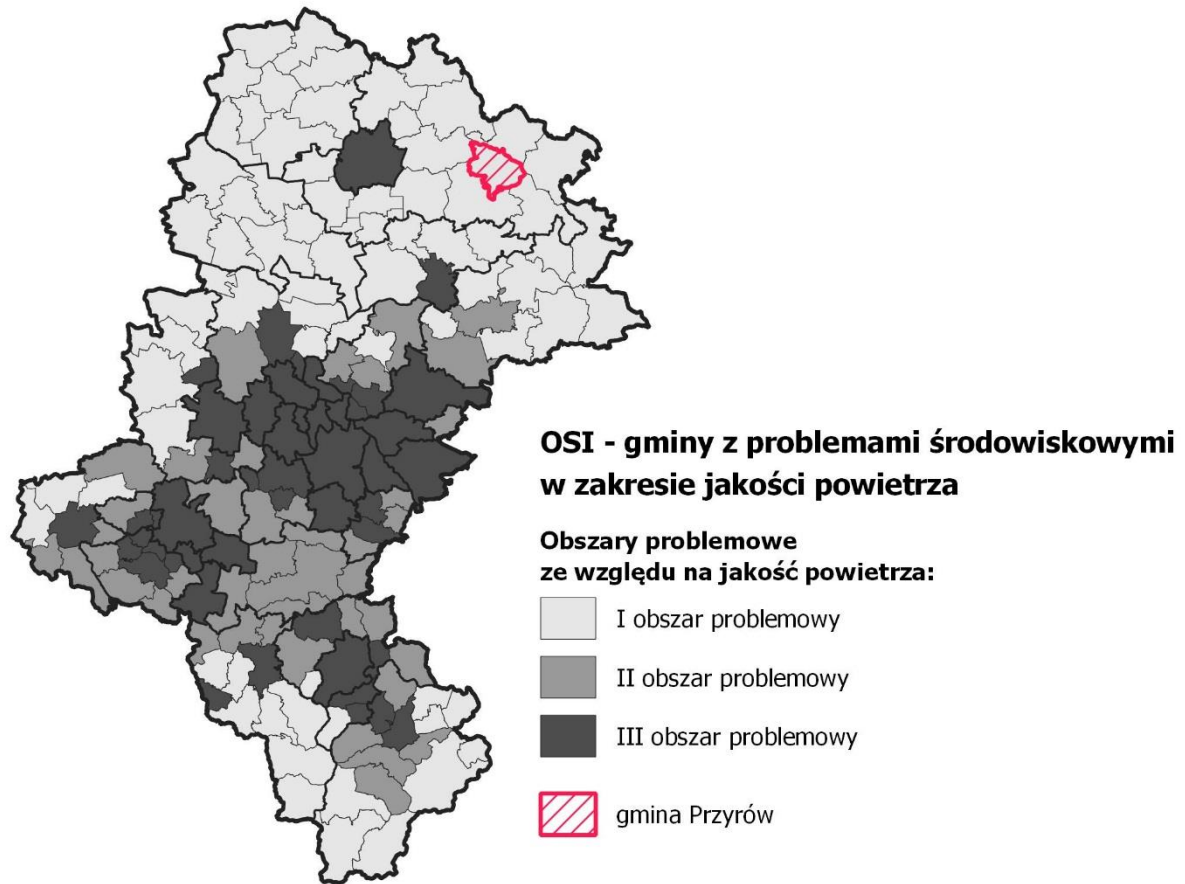 OSI - gminy z problemami środowiskowymi
w zakresie jakości powietrza
Obszary problemowe
ze względu na jakość powietrza:
I obszar problemowy
II obszar problemowy
III obszar problemowy
gmina Przyrów